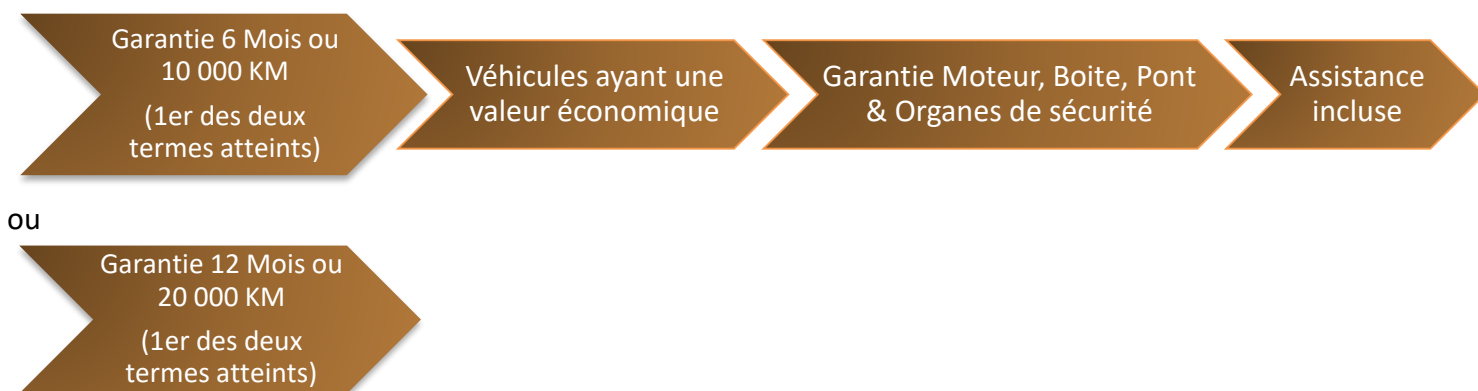 Garantie 6 Mois ou
10 000 KM
(1er des deux
termes atteints)
Véhicules ayant une
valeur économique
Garantie Moteur, Boite, Pont
& Organes de sécurité
Assistance
incluse
ou
Garantie 12 Mois ou
20 000 KM
(1er des deux
termes atteints)